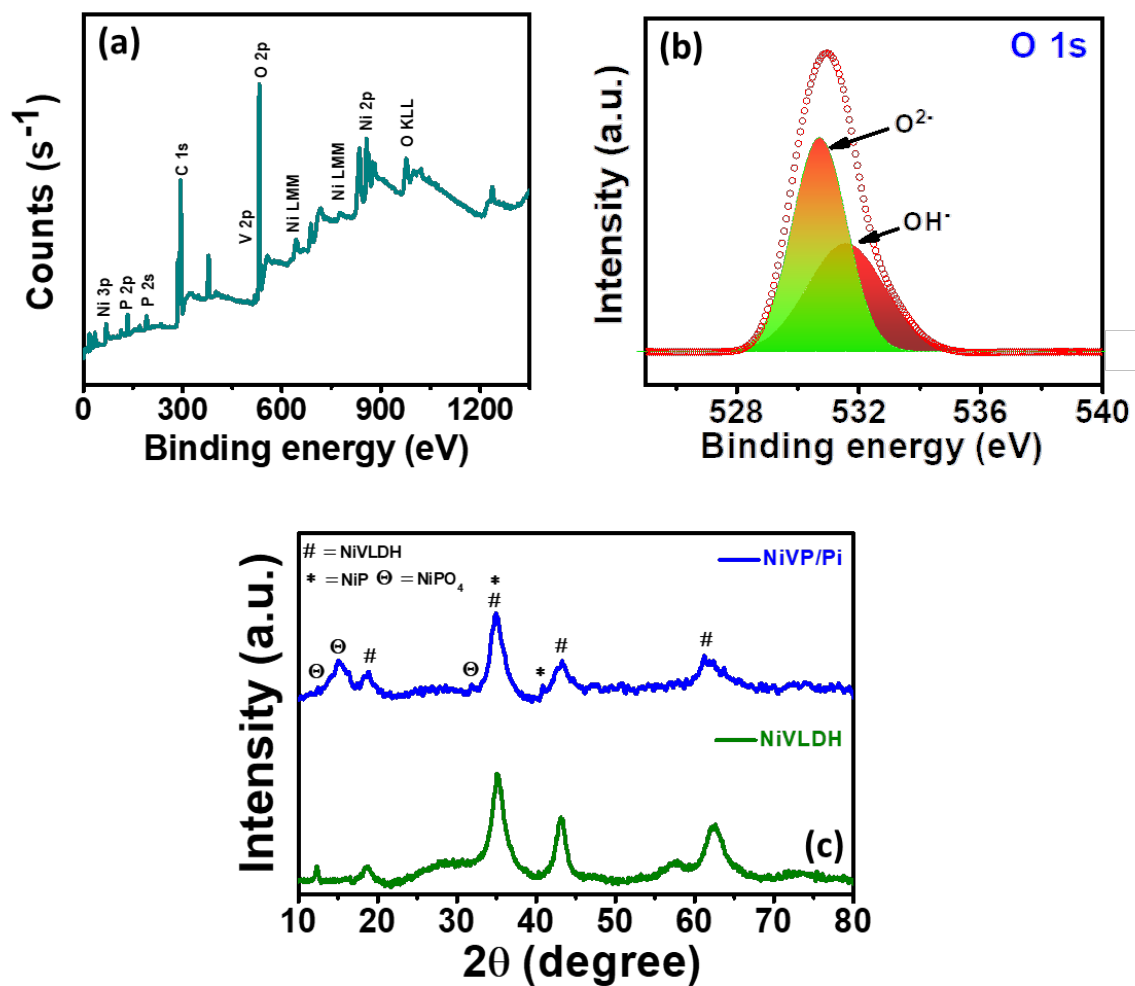 (a)
Counts (s⁻¹)
Ni 3p
P 2p
P 2s
C 1s
V 2p
O 2p
Ni LMM
Ni LMM
Ni 2p
O KLL
0 300 600 900 1200
Binding energy (eV)
(b)
O 1s
Intensity (a.u.)
O²⁻
OH⁻
528 532 536 540
Binding energy (eV)
# = NiVLDH
* = NiP Θ = NiPO₄
NiVP/Pi
*
#
Θ Θ # Θ * # #
NiVLDH
(c)
Intensity (a.u.)
10 20 30 40 50 60 70 80
2θ (degree)